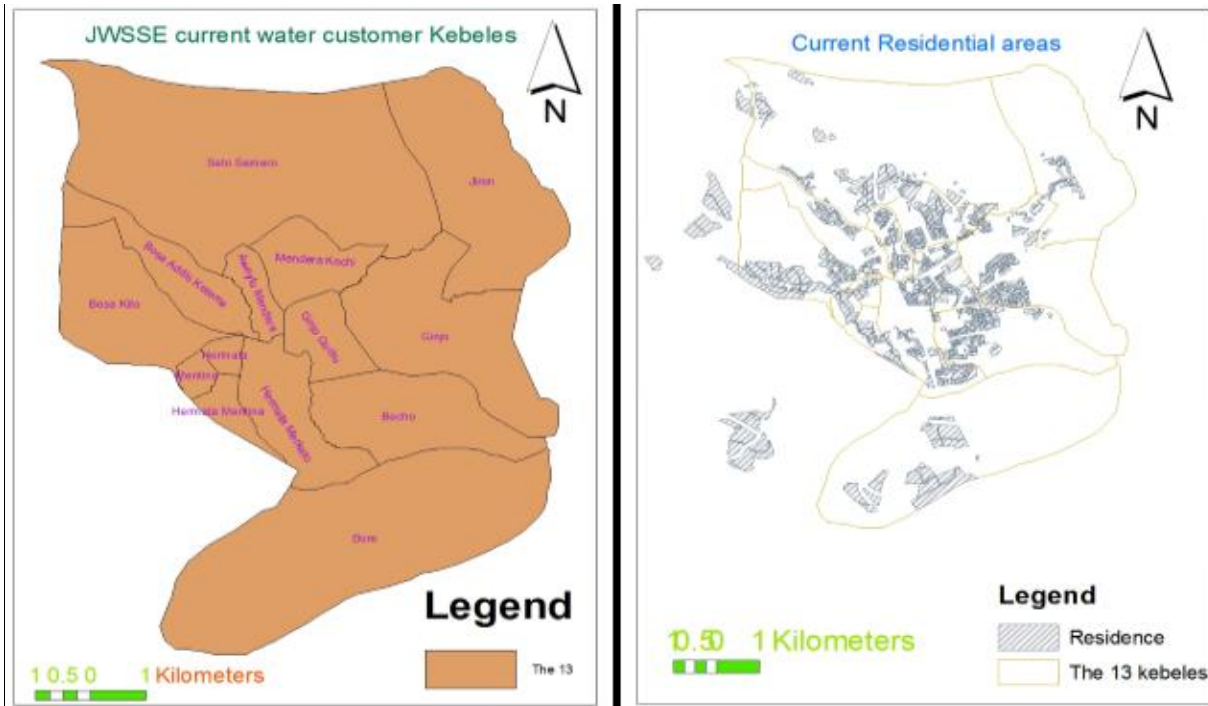 JWSSE current water customer Kebeles
N
Seto Semero
Jiren
Mendera Kochi
Bosa Addis Ketema
Bosa Kito
Ginjo Guduru
Ginjo
Hermata
Mentina
Hermata Mentina
Hermata Merkato
Becho
Bore
Legend
The 13
1 0.5 0 1 Kilometers
Current Residential areas
N
Legend
Residence
The 13 kebeles
10.50 1 Kilometers